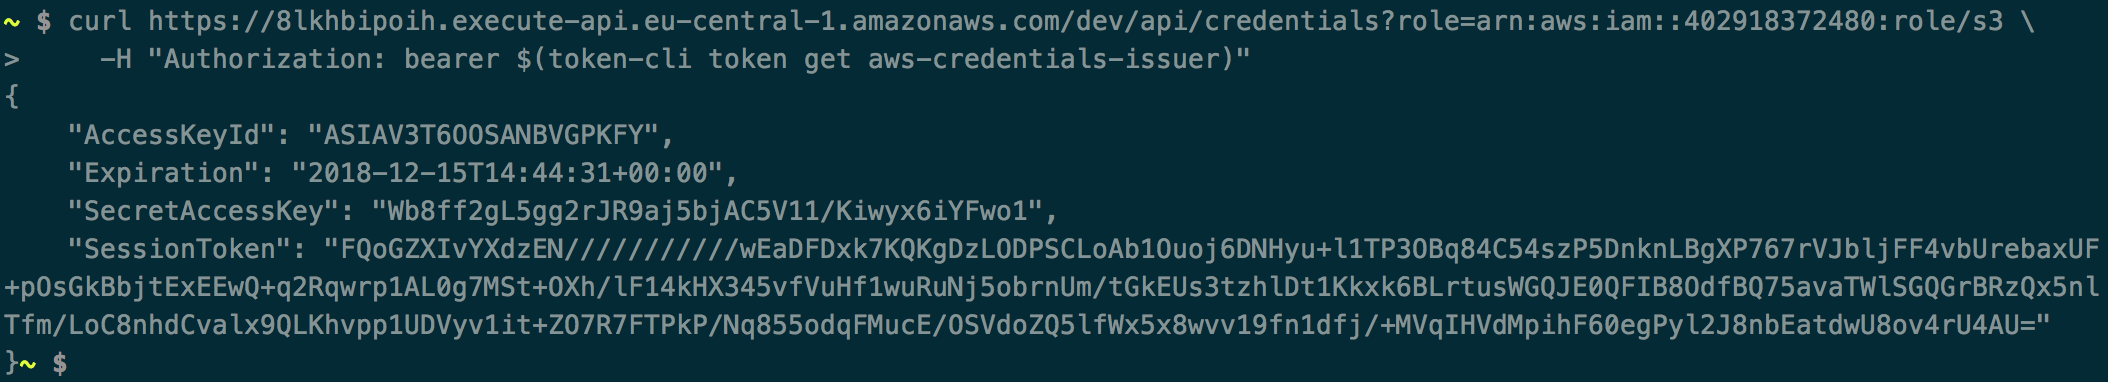 ~ $ curl https://8lkhbipoih.execute-api.eu-central-1.amazonaws.com/dev/api/credentials?role=arn:aws:iam::402918372480:role/s3 \
>     -H "Authorization: bearer $(token-cli token get aws-credentials-issuer)"
{
    "AccessKeyId": "ASIAV3T6OOSANBVGPKFY",
    "Expiration": "2018-12-15T14:44:31+00:00",
    "SecretAccessKey": "Wb8ff2gL5gg2rJR9aj5bjAC5V11/Kiwyx6iYFwo1",
    "SessionToken": "FQoGZXIvYXdzEN///////////wEaDFDxk7KQKgDzLODPSCLoAb1Ouoj6DNHyu+l1TP3OBq84C54szP5DnknLBgXP767rVJbljFF4vbUrebaxUF
+pOsGkBbjtExEEwQ+q2Rqwrp1AL0g7MSt+OXh/lF14kHX345vfVuHf1wuRuNj5obrnUm/tGkEUs3tzhlDt1Kkxk6BLrtusWGQJE0QFIB8OdfBQ75avaTWlSGQGrBRzQx5nl
Tfm/LoC8nhdCvalx9QLKhvpp1UDVyv1it+ZO7R7FTPkP/Nq855odqFMucE/OSVdoZQ5lfWx5x8wvv19fn1dfj/+MVqIHVdMpihF60egPyl2J8nbEatdwU8ov4rU4AU="
}~ $